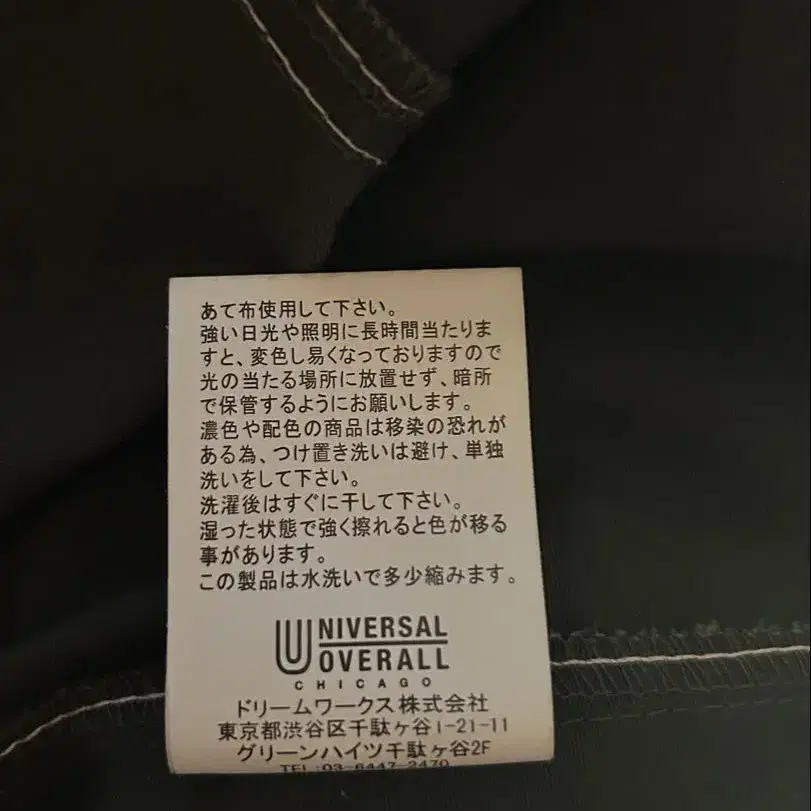 あて布使用して下さい。
強い日光や照明に長時間当たりま
すと、変色し易くなっておりますので
光の当たる場所に放置せず、暗所
で保管するようにお願いします。
濃色や配色の商品は移染の恐れが
ある為、つけ置き洗いは避け、単独
洗いをして下さい。
洗濯後はすぐに干して下さい。
湿った状態で強く擦れると色が移る
事があります。
この製品は水洗いで多少縮みます。
UNIVERSAL
OVERALL
CHICAGO
ドリームワークス株式会社
東京都渋谷区千駄ヶ谷1-21-11
グリーンハイツ千駄ヶ谷2F
TEL:03-6447-2470